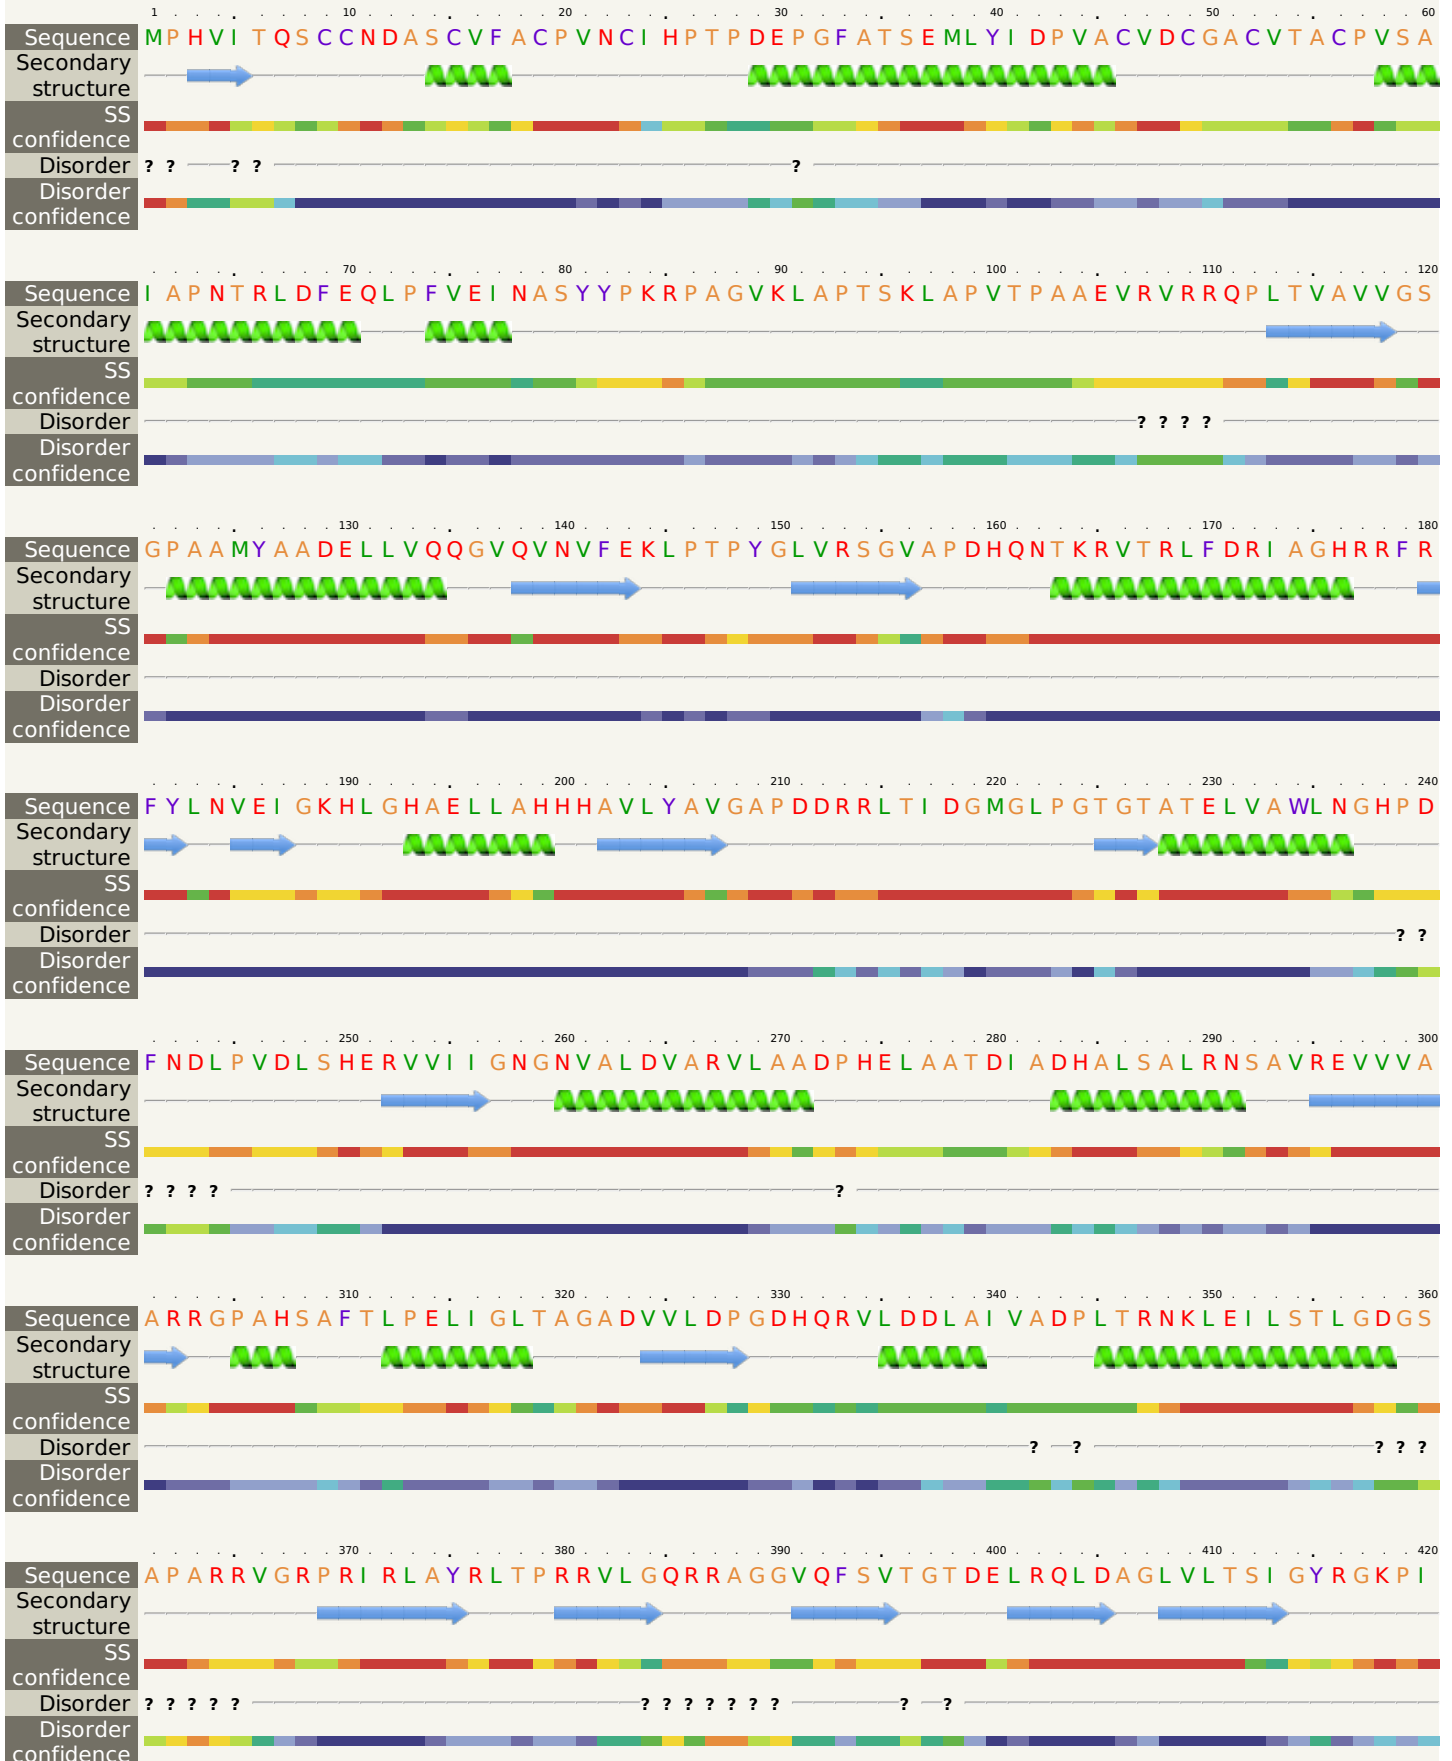 1 10 20 30 40 50 60
Sequence MPHVITQSCCNDASCVFACPVNCIHPTPDEPGFATSEMLYIDPVACVDCGACVTACPVSA
Secondary
structure
SS
confidence
Disorder ? ? ? ? ?
Disorder
confidence
70 80 90 100 110 120
Sequence IAPNTRLDFEQLPFVEINASYYPKRPAGVKLAPTSKLAPVTPAAEVRVRRQPLTVAVVGS
Secondary
structure
SS
confidence
Disorder ? ? ? ?
Disorder
confidence
130 140 150 160 170 180
Sequence GPAAMYAADELLVQQGVQVNVFEKLPTPYGLVRSGVAPDHQNTKRVTRLFDRIAGHRRFR
Secondary
structure
SS
confidence
Disorder
Disorder
confidence
190 200 210 220 230 240
Sequence FYLNVEIGKHLGHAELLAHHHAVLYAVGAPDDRRLTIDGMGLPGTGTATELVAWLNGHPD
Secondary
structure
SS
confidence
Disorder ? ?
Disorder
confidence
250 260 270 280 290 300
Sequence FNDLPVDLSHERVVIIGNGNVALDVARVLAADPHELAATDIADHALSALRNSAVREVVVA
Secondary
structure
SS
confidence
Disorder ? ? ? ? ?
Disorder
confidence
310 320 330 340 350 360
Sequence ARRGPAHSAFTLPELIGLTAGADVVLDPGDHQRVLDDLAIVADPLTRNKLEILSTLGDGS
Secondary
structure
SS
confidence
Disorder ? ? ? ? ?
Disorder
confidence
370 380 390 400 410 420
Sequence APARRVGRPRIRLAYRLTPRRVLGQRRAGGVQFSVTGTDELRQLDAGLVLTSIGYRGKPI
Secondary
structure
SS
confidence
Disorder ? ? ? ? ? ? ? ? ? ? ? ? ? ?
Disorder
confidence